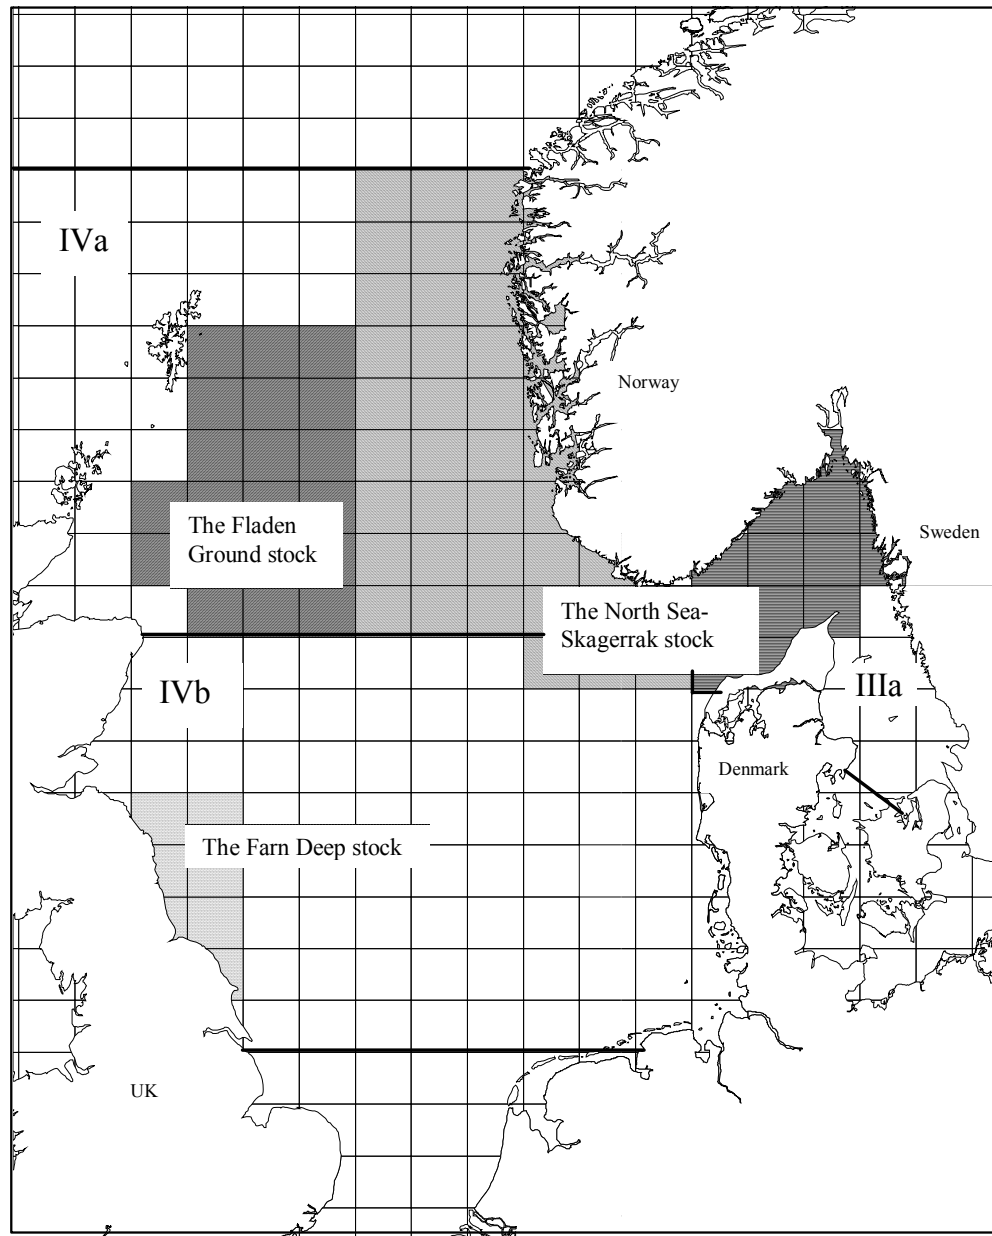 IVa
Norway
The Fladen
Ground stock
Sweden
The North Sea-
Skagerrak stock
IVb
IIIa
Denmark
The Farn Deep stock
UK